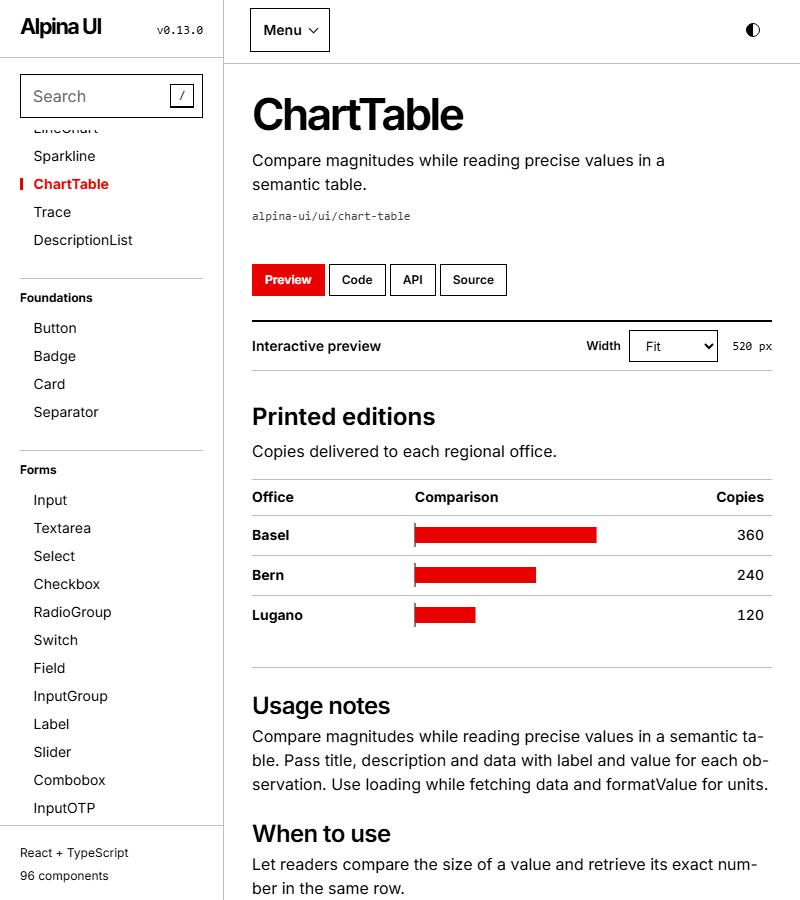 Alpina UI
v0.13.0
Search
/
LineChart
Sparkline
ChartTable
Trace
DescriptionList
Foundations
Button
Badge
Card
Separator
Forms
Input
Textarea
Select
Checkbox
RadioGroup
Switch
Field
InputGroup
Label
Slider
Combobox
InputOTP
React + TypeScript
96 components
Menu
ChartTable
Compare magnitudes while reading precise values in a
semantic table.
alpina-ui/ui/chart-table
Preview Code API Source
Interactive preview
Width Fit 520 px
Printed editions
Copies delivered to each regional office.
Office Comparison Copies
Basel 360
Bern 240
Lugano 120
Usage notes
Compare magnitudes while reading precise values in a semantic ta-
ble. Pass title, description and data with label and value for each ob-
servation. Use loading while fetching data and formatValue for units.
When to use
Let readers compare the size of a value and retrieve its exact num-
ber in the same row.